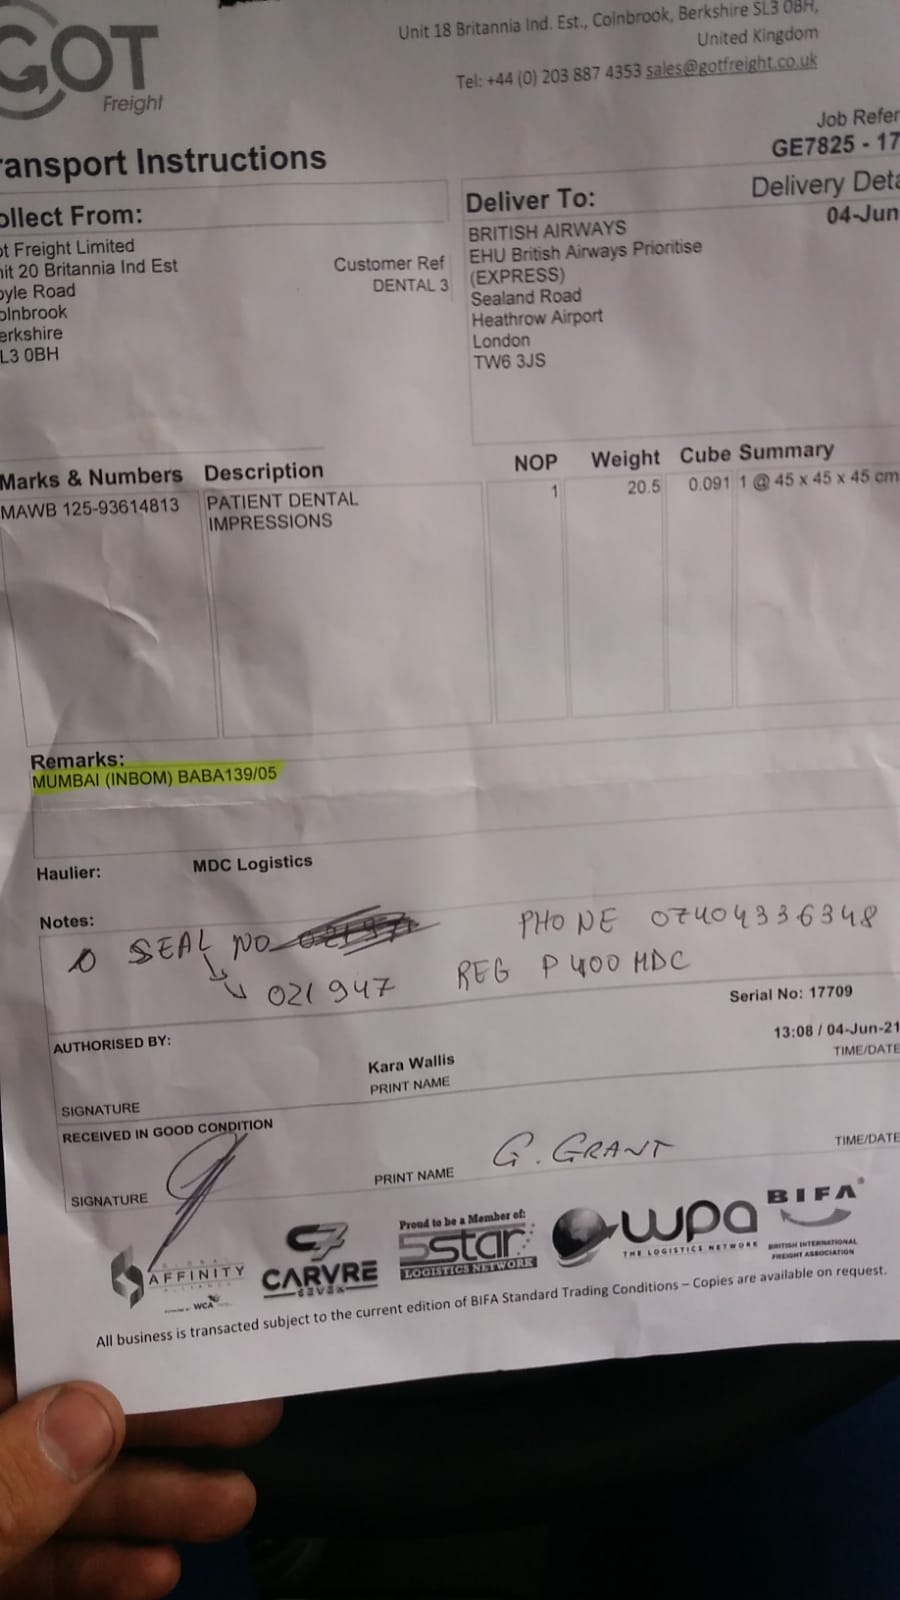 GOT
Freight
Unit 18 Britannia Ind. Est., Colnbrook, Berkshire SL3 0BH,
United Kingdom
Tel: +44 (0) 203 887 4353 sales@gotfreight.co.uk
Job Refer
GE7825 - 17
ransport Instructions
Delivery Deta
04-Jun
ollect From:
ot Freight Limited
nit 20 Britannia Ind Est
oyle Road
olnbrook
erkshire
L3 0BH
Customer Ref
DENTAL 3
Deliver To:
BRITISH AIRWAYS
EHU British Airways Prioritise
(EXPRESS)
Sealand Road
Heathrow Airport
London
TW6 3JS
Marks & Numbers Description NOP Weight Cube Summary
MAWB 125-93614813 PATIENT DENTAL 1 20.5 0.091 1 @ 45 x 45 x 45 cm
IMPRESSIONS
Remarks:
MUMBAI (INBOM) BABA139/05
Haulier: MDC Logistics
Notes:
SEAL NO PHONE 07404336348
021947 REG P400 MDC
Serial No: 17709
AUTHORISED BY:
13:08 / 04-Jun-21
Kara Wallis
TIME/DATE
SIGNATURE PRINT NAME
RECEIVED IN GOOD CONDITION
G. GRANT
TIME/DATE
SIGNATURE PRINT NAME
AFFINITY
WCA
C7
CARVRE
SEVEN
Proud to be a Member of:
5star
LOGISTICS NETWORK
wpa
THE LOGISTICS NETWORK
BIFA
BRITISH INTERNATIONAL
FREIGHT ASSOCIATION
All business is transacted subject to the current edition of BIFA Standard Trading Conditions – Copies are available on request.